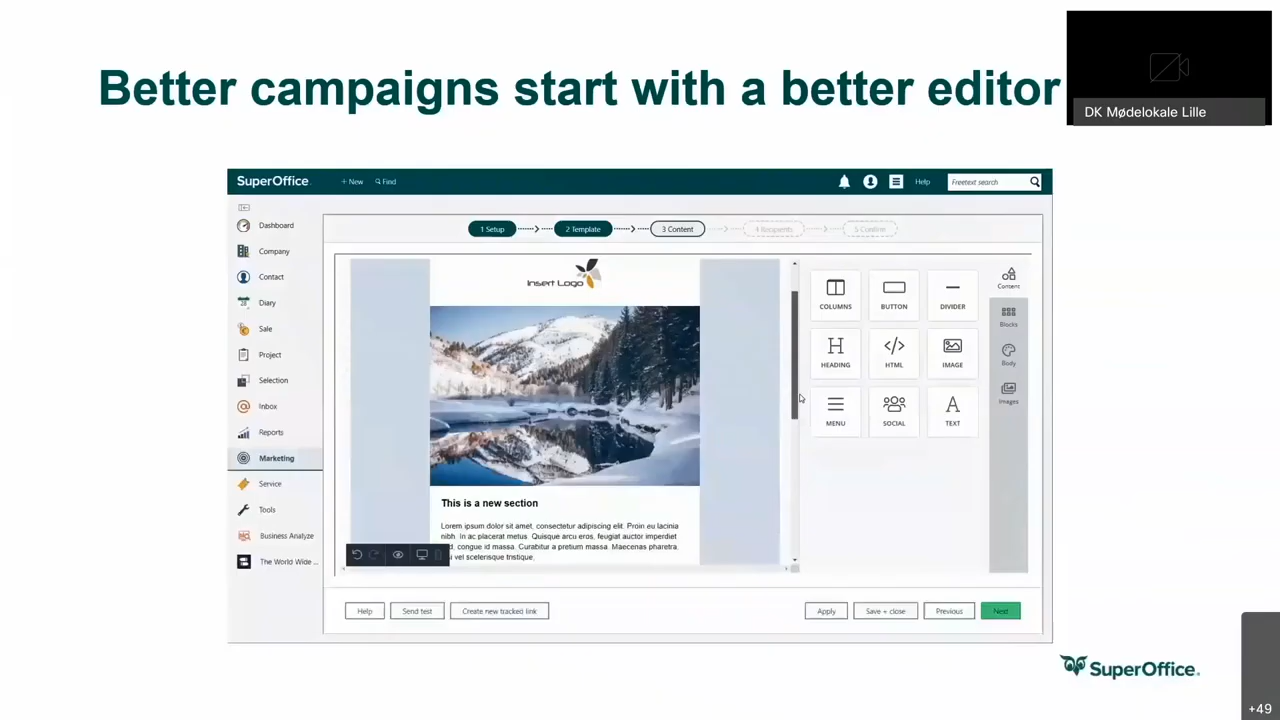 Better campaigns start with a better editor
DK Mødelokale Lille
SuperOffice
+ New
Find
Help
Freetext search
Dashboard
Company
Contact
Diary
Sale
Project
Selection
Inbox
Reports
Marketing
Service
Tools
Business Analyze
The World Wide ...
1 Setup
2 Template
3 Content
4 Recipients
5 Confirm
Insert Logo
This is a new section
Lorem ipsum dolor sit amet, consectetur adipiscing elit. Proin eu lacinia
nibh. In ac placerat metus. Quisque arcu eros, feugiat auctor imperdiet
congue id massa. Curabitur a pretium massa. Maecenas pharetra,
vel scelerisque tristique.
COLUMNS
BUTTON
DIVIDER
HEADING
HTML
IMAGE
MENU
SOCIAL
TEXT
Content
Blocks
Body
Images
Help
Send test
Create new tracked link
Apply
Save + close
Previous
Next
SuperOffice.
+49